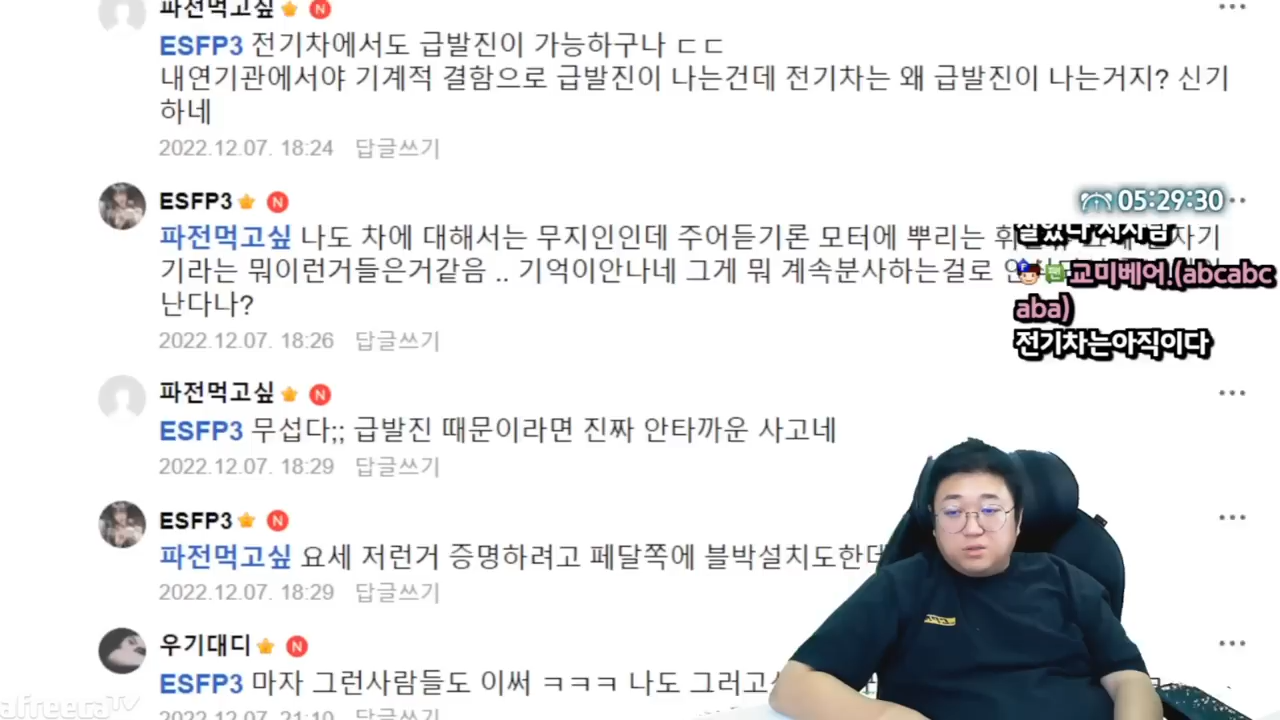 파전먹고싶
ESFP3 전기차에서도 급발진이 가능하구나 ㄷㄷ
내연기관에서야 기계적 결함으로 급발진이 나는건데 전기차는 왜 급발진이 나는거지? 신기
하네
2022.12.07. 18:24 답글쓰기
ESFP3
05:29:30
파전먹고싶 나도 차에 대해서는 무지인인데 주어듣기론 모터에 뿌리는
기라는 뭐이런거들은거같음 .. 기억이안나네 그게 뭐 계속분사하는걸로
난다나?
2022.12.07. 18:26 답글쓰기
교미베어.(abcabc
aba)
전기차는아직이다
파전먹고싶
ESFP3 무섭다;; 급발진 때문이라면 진짜 안타까운 사고네
2022.12.07. 18:29 답글쓰기
ESFP3
파전먹고싶 요세 저런거 증명하려고 페달쪽에 블박설치도한대
2022.12.07. 18:29 답글쓰기
우기대디
ESFP3 마자 그런사람들도 이써 ㅋㅋㅋ 나도
2022.12.07. 21:10 답글쓰기
afreecaTV